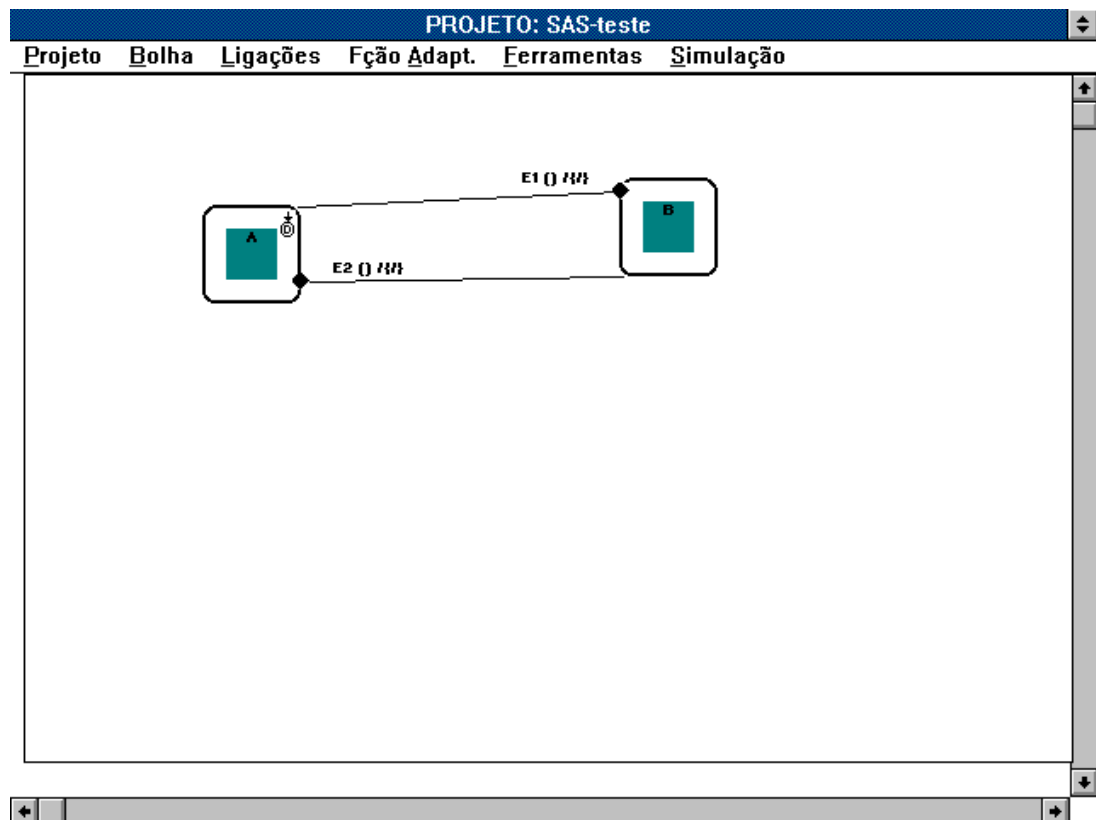 PROJETO: SAS-teste
Projeto Bolha Ligações Fção Adapt. Ferramentas Simulação
E1 () /{/}
A
B
E2 () /{/}